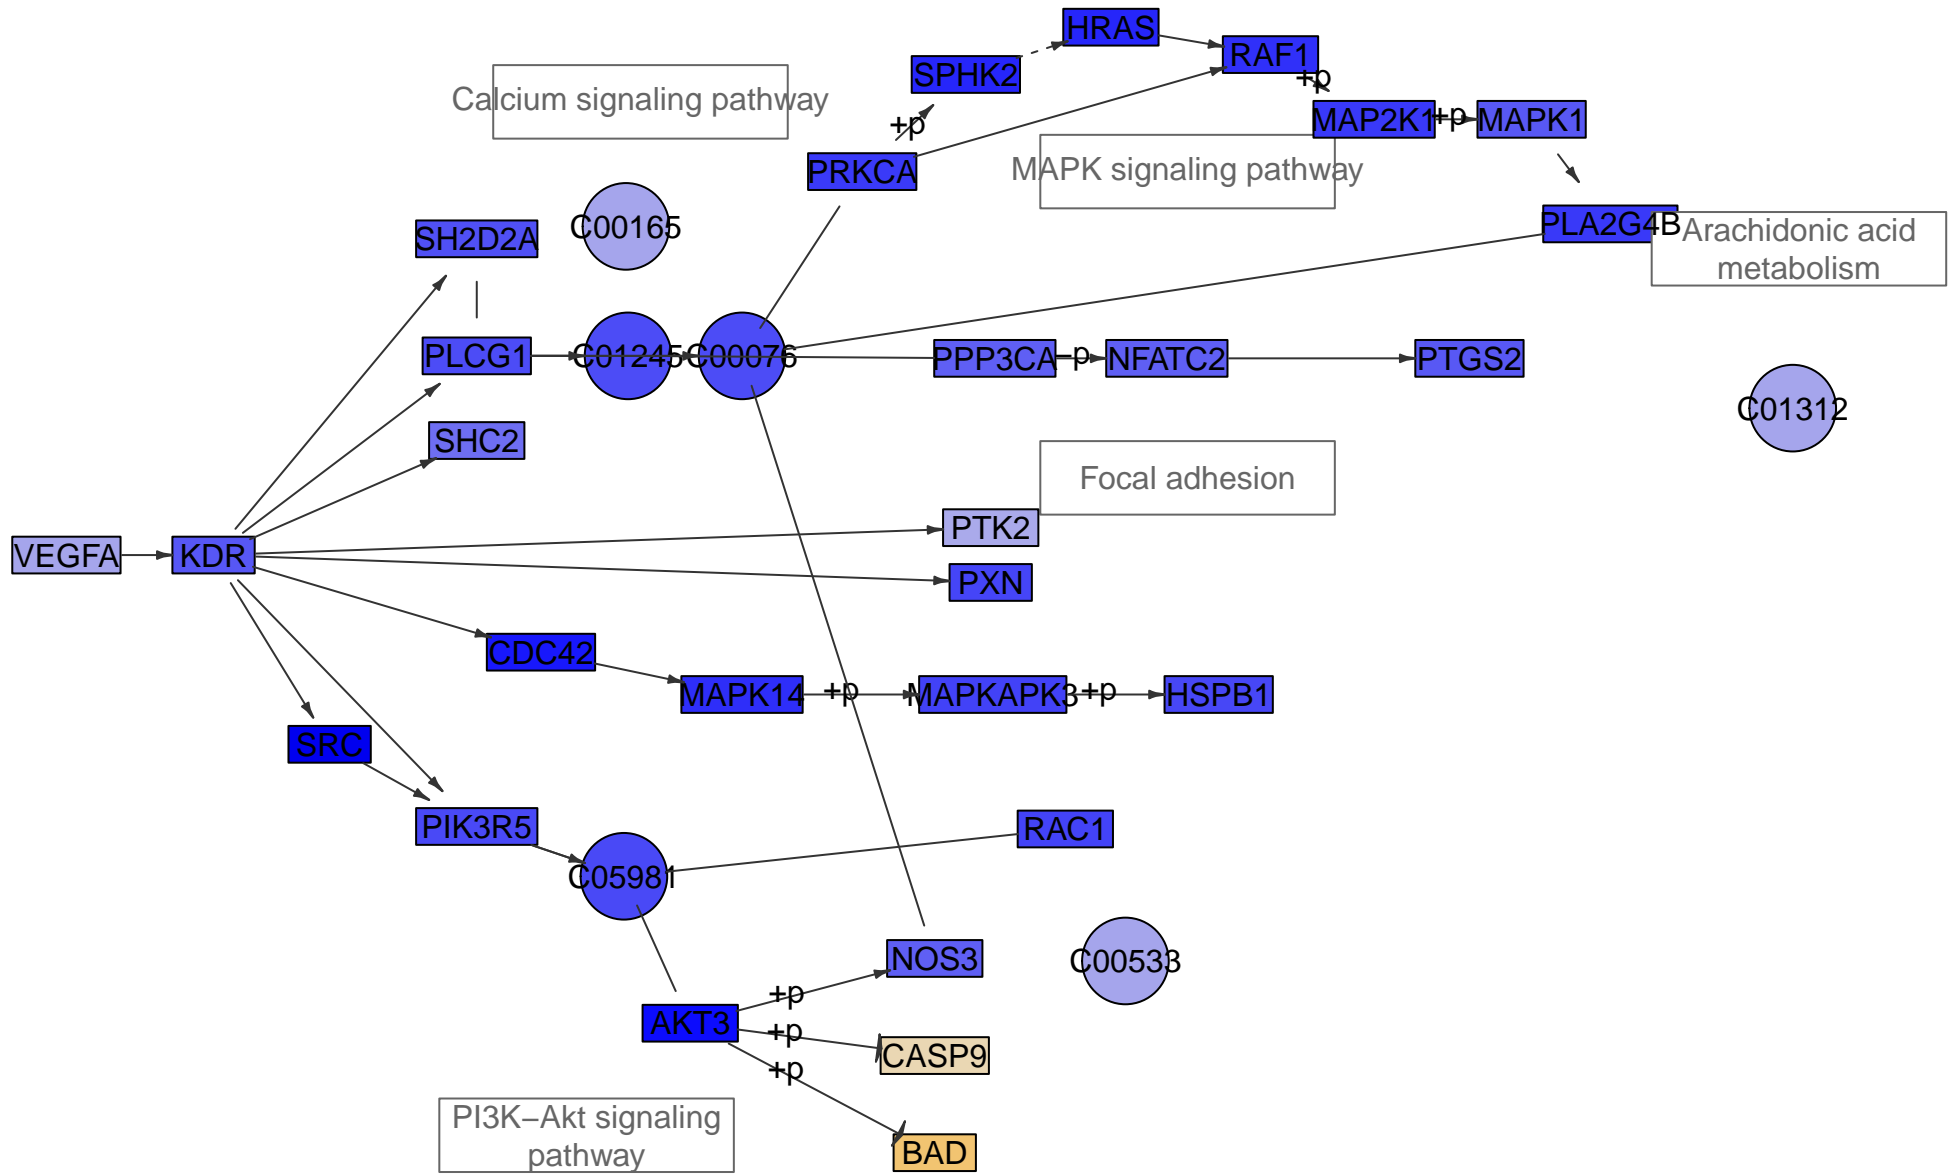 HRAS
RAF1
+p
SPHK2
Calcium signaling pathway
+p
MAP2K1
+p
MAPK1
PRKCA
MAPK signaling pathway
C00165
SH2D2A
PLA2G4B
Arachidonic acid
metabolism
PLCG1
C01245
C00076
PPP3CA
−p
NFATC2
PTGS2
C01312
SHC2
Focal adhesion
PTK2
VEGFA
KDR
PXN
CDC42
MAPK14
+p
MAPKAPK3
+p
HSPB1
SRC
PIK3R5
RAC1
C05981
NOS3
C00533
+p
AKT3
+p
CASP9
+p
PI3K−Akt signaling
pathway
BAD